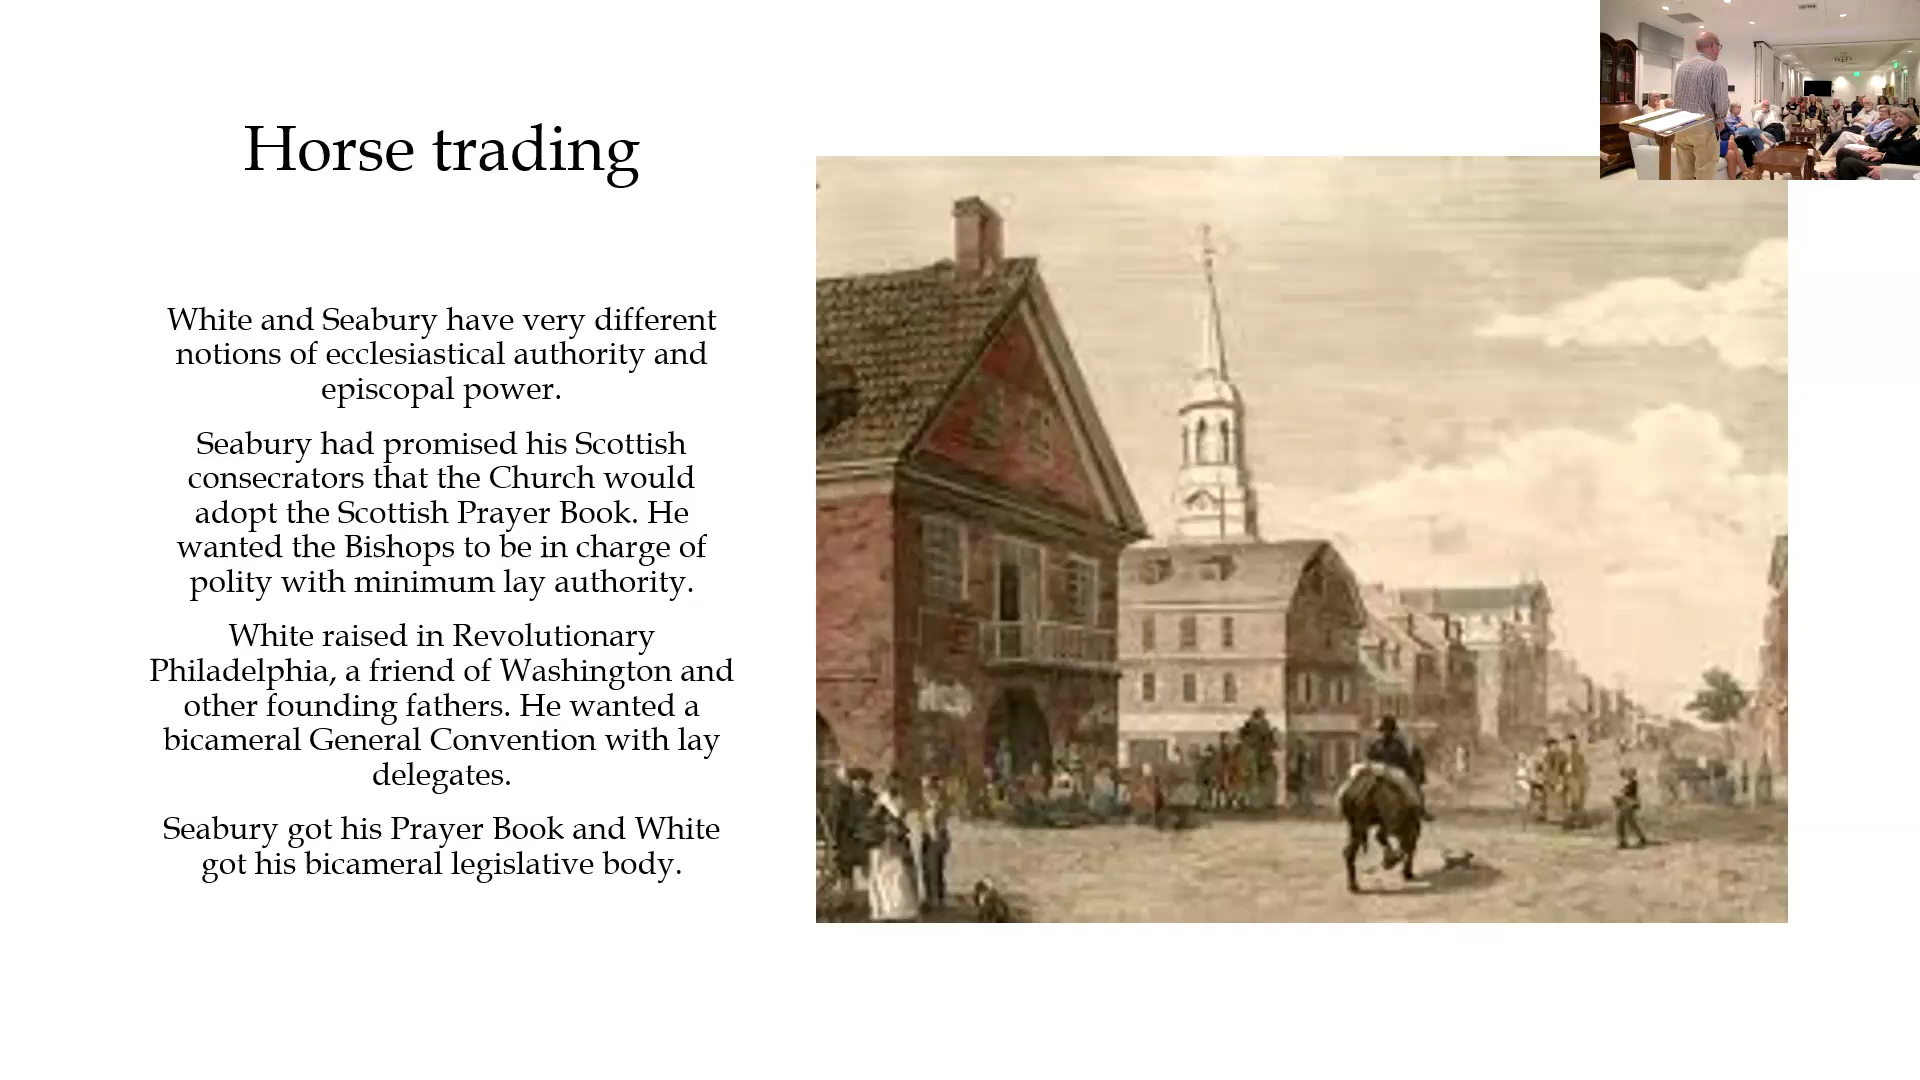 Horse trading
White and Seabury have very different
notions of ecclesiastical authority and
episcopal power.
Seabury had promised his Scottish
consecrators that the Church would
adopt the Scottish Prayer Book. He
wanted the Bishops to be in charge of
polity with minimum lay authority.
White raised in Revolutionary
Philadelphia, a friend of Washington and
other founding fathers. He wanted a
bicameral General Convention with lay
delegates.
Seabury got his Prayer Book and White
got his bicameral legislative body.